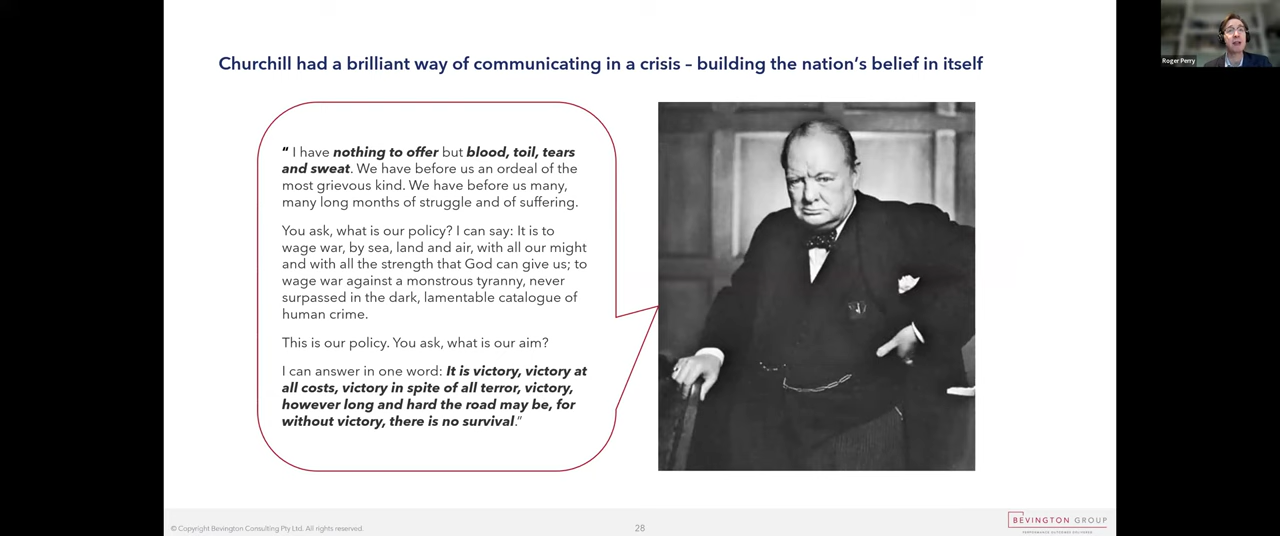 Churchill had a brilliant way of communicating in a crisis – building the nation's belief in itself
Roger Perry
“ I have nothing to offer but blood, toil, tears
and sweat. We have before us an ordeal of the
most grievous kind. We have before us many,
many long months of struggle and of suffering.
You ask, what is our policy? I can say: It is to
wage war, by sea, land and air, with all our might
and with all the strength that God can give us; to
wage war against a monstrous tyranny, never
surpassed in the dark, lamentable catalogue of
human crime.
This is our policy. You ask, what is our aim?
I can answer in one word: It is victory, victory at
all costs, victory in spite of all terror, victory,
however long and hard the road may be, for
without victory, there is no survival.”
© Copyright Bevington Consulting Pty Ltd. All rights reserved.
28
BEVINGTON GROUP
PERFORMANCE OUTCOMES DELIVERED